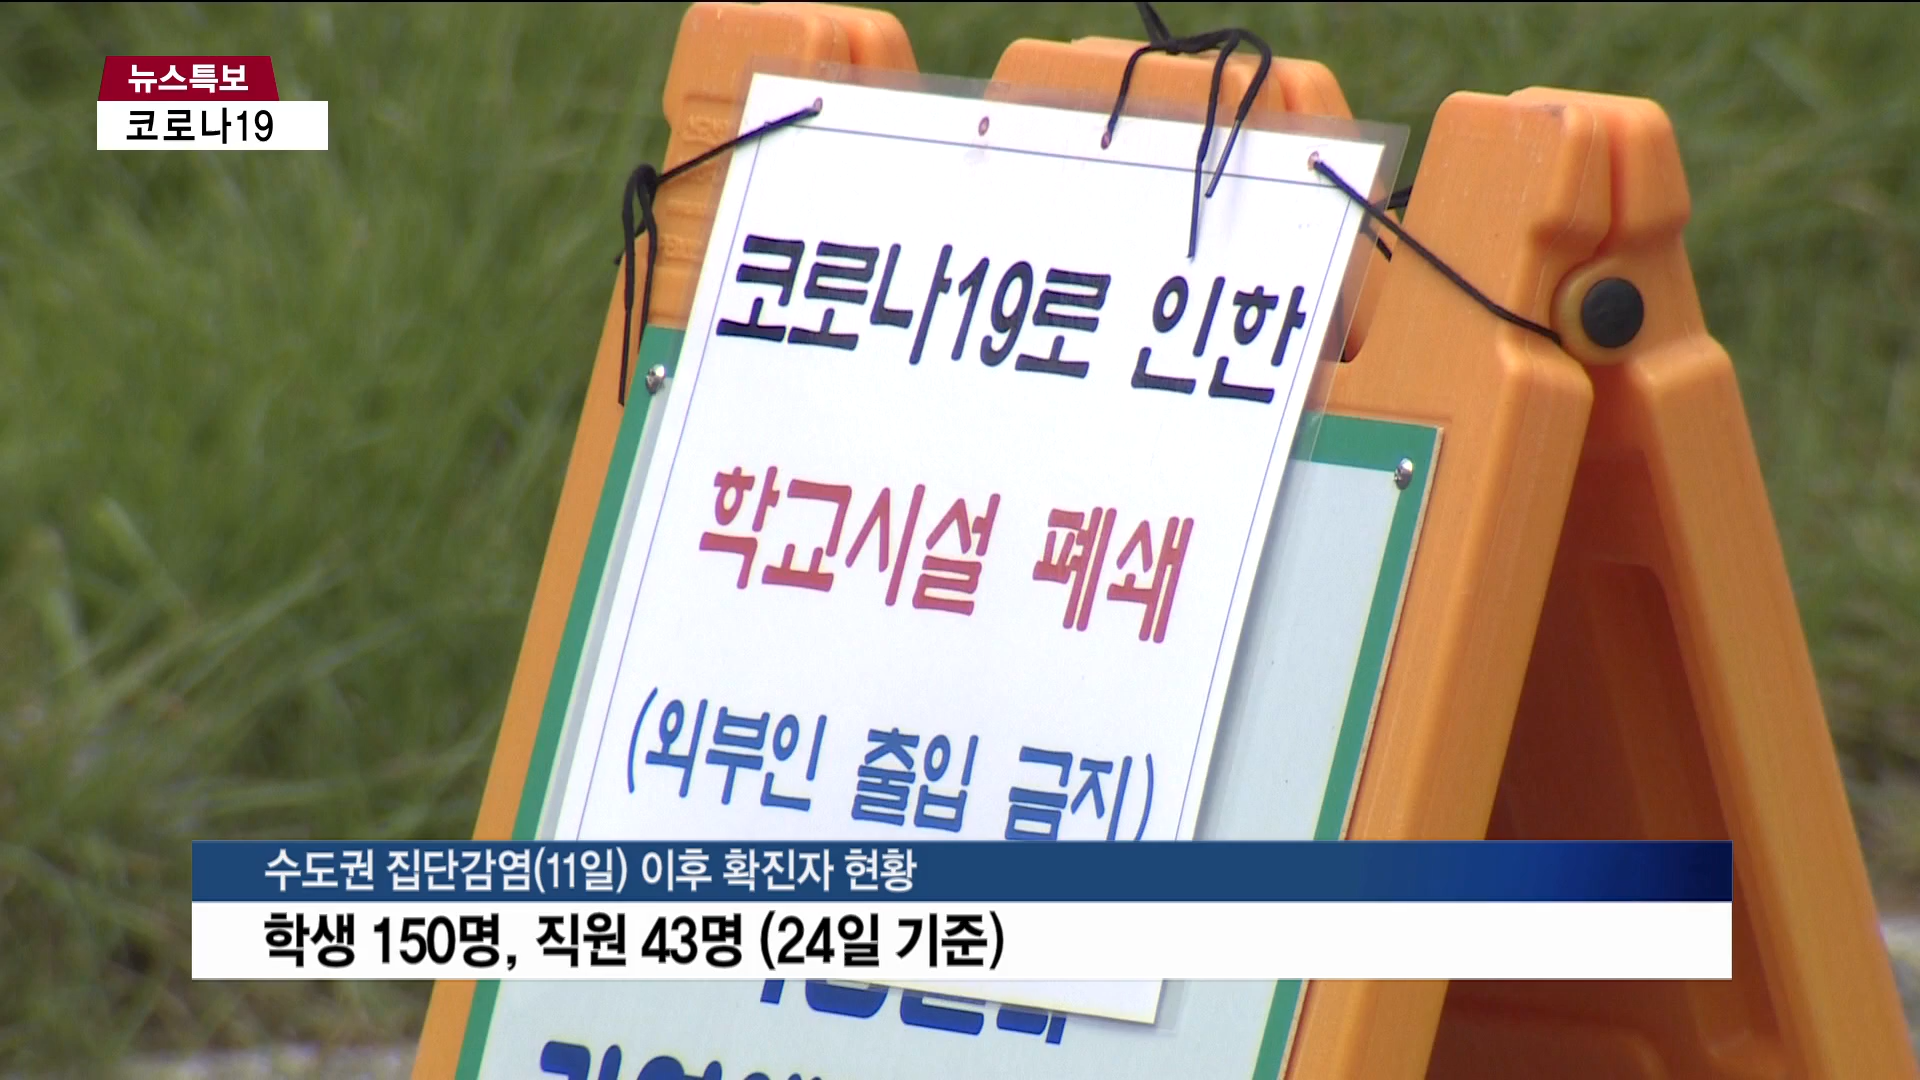 뉴스특보
코로나19
코로나19로 인한
학교시설 폐쇄
(외부인 출입 금지)
수도권 집단감염(11일) 이후 확진자 현황
학생 150명, 직원 43명 (24일 기준)